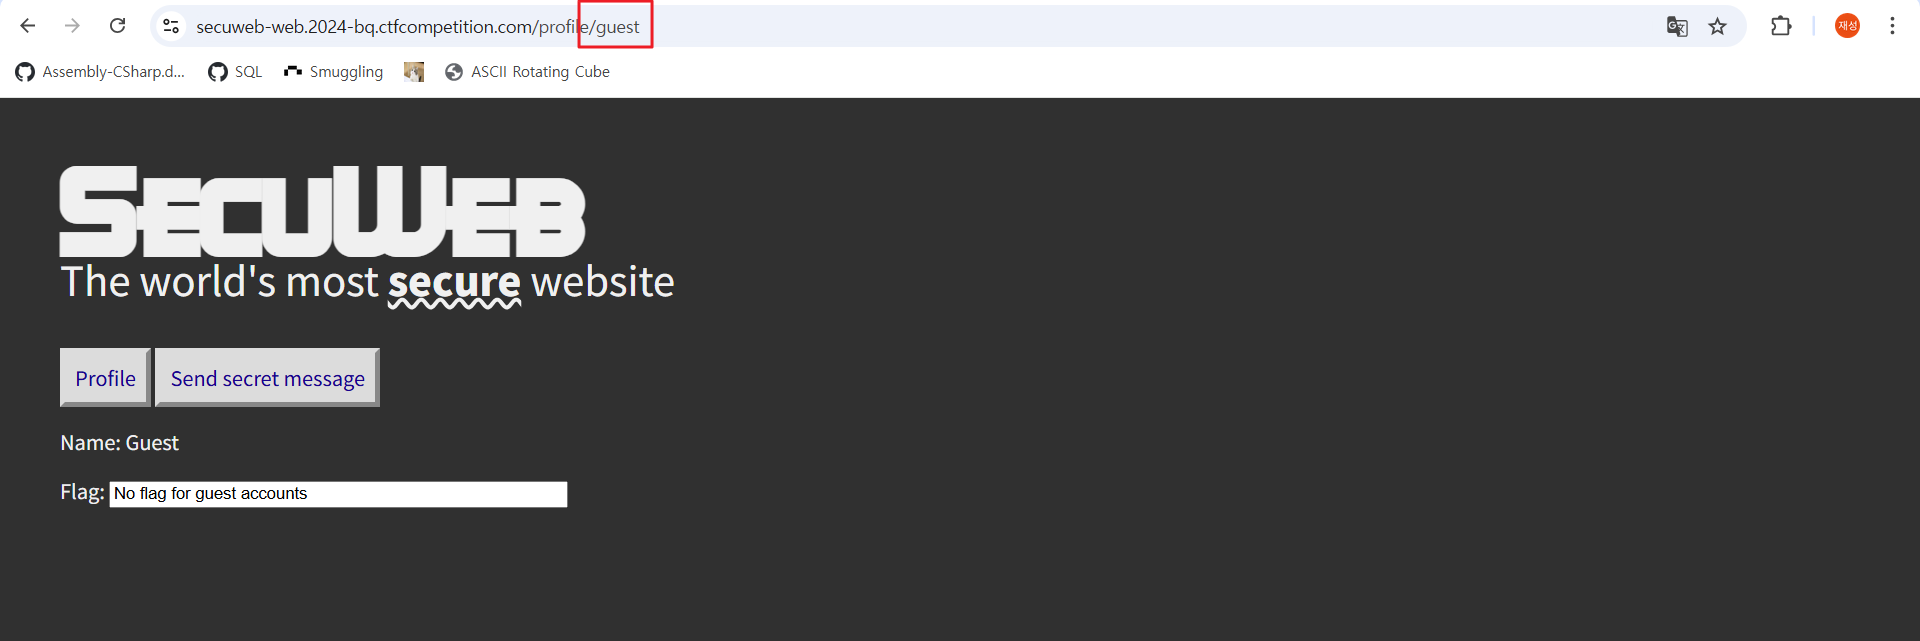 secuweb-web.2024-bq.ctfcompetition.com/profile/guest
재성
Assembly-CSharp.d...
SQL
Smuggling
ASCII Rotating Cube
SECUWEB
The world's most secure website
Profile
Send secret message
Name: Guest
Flag: No flag for guest accounts